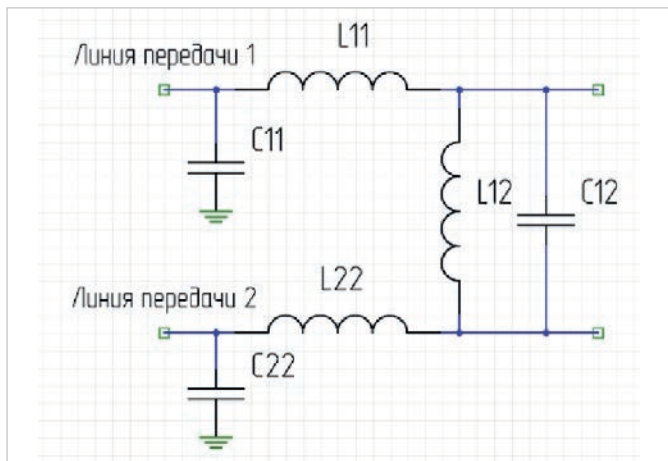 L11
Линия передачи 1
C11
L12
C12
L22
Линия передачи 2
C22